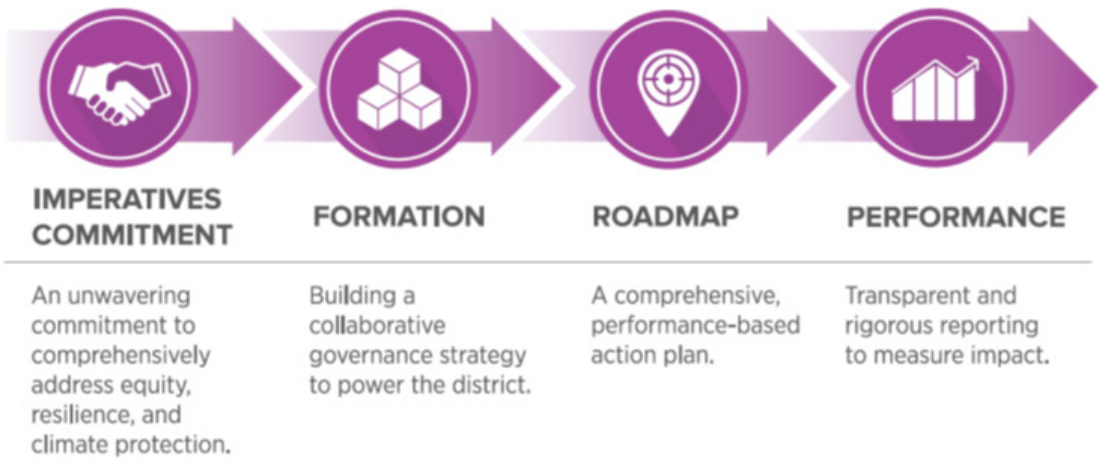 IMPERATIVES
COMMITMENT
FORMATION
ROADMAP
PERFORMANCE
An unwavering
commitment to
comprehensively
address equity,
resilience, and
climate protection.
Building a
collaborative
governance strategy
to power the district.
A comprehensive,
performance-based
action plan.
Transparent and
rigorous reporting
to measure impact.